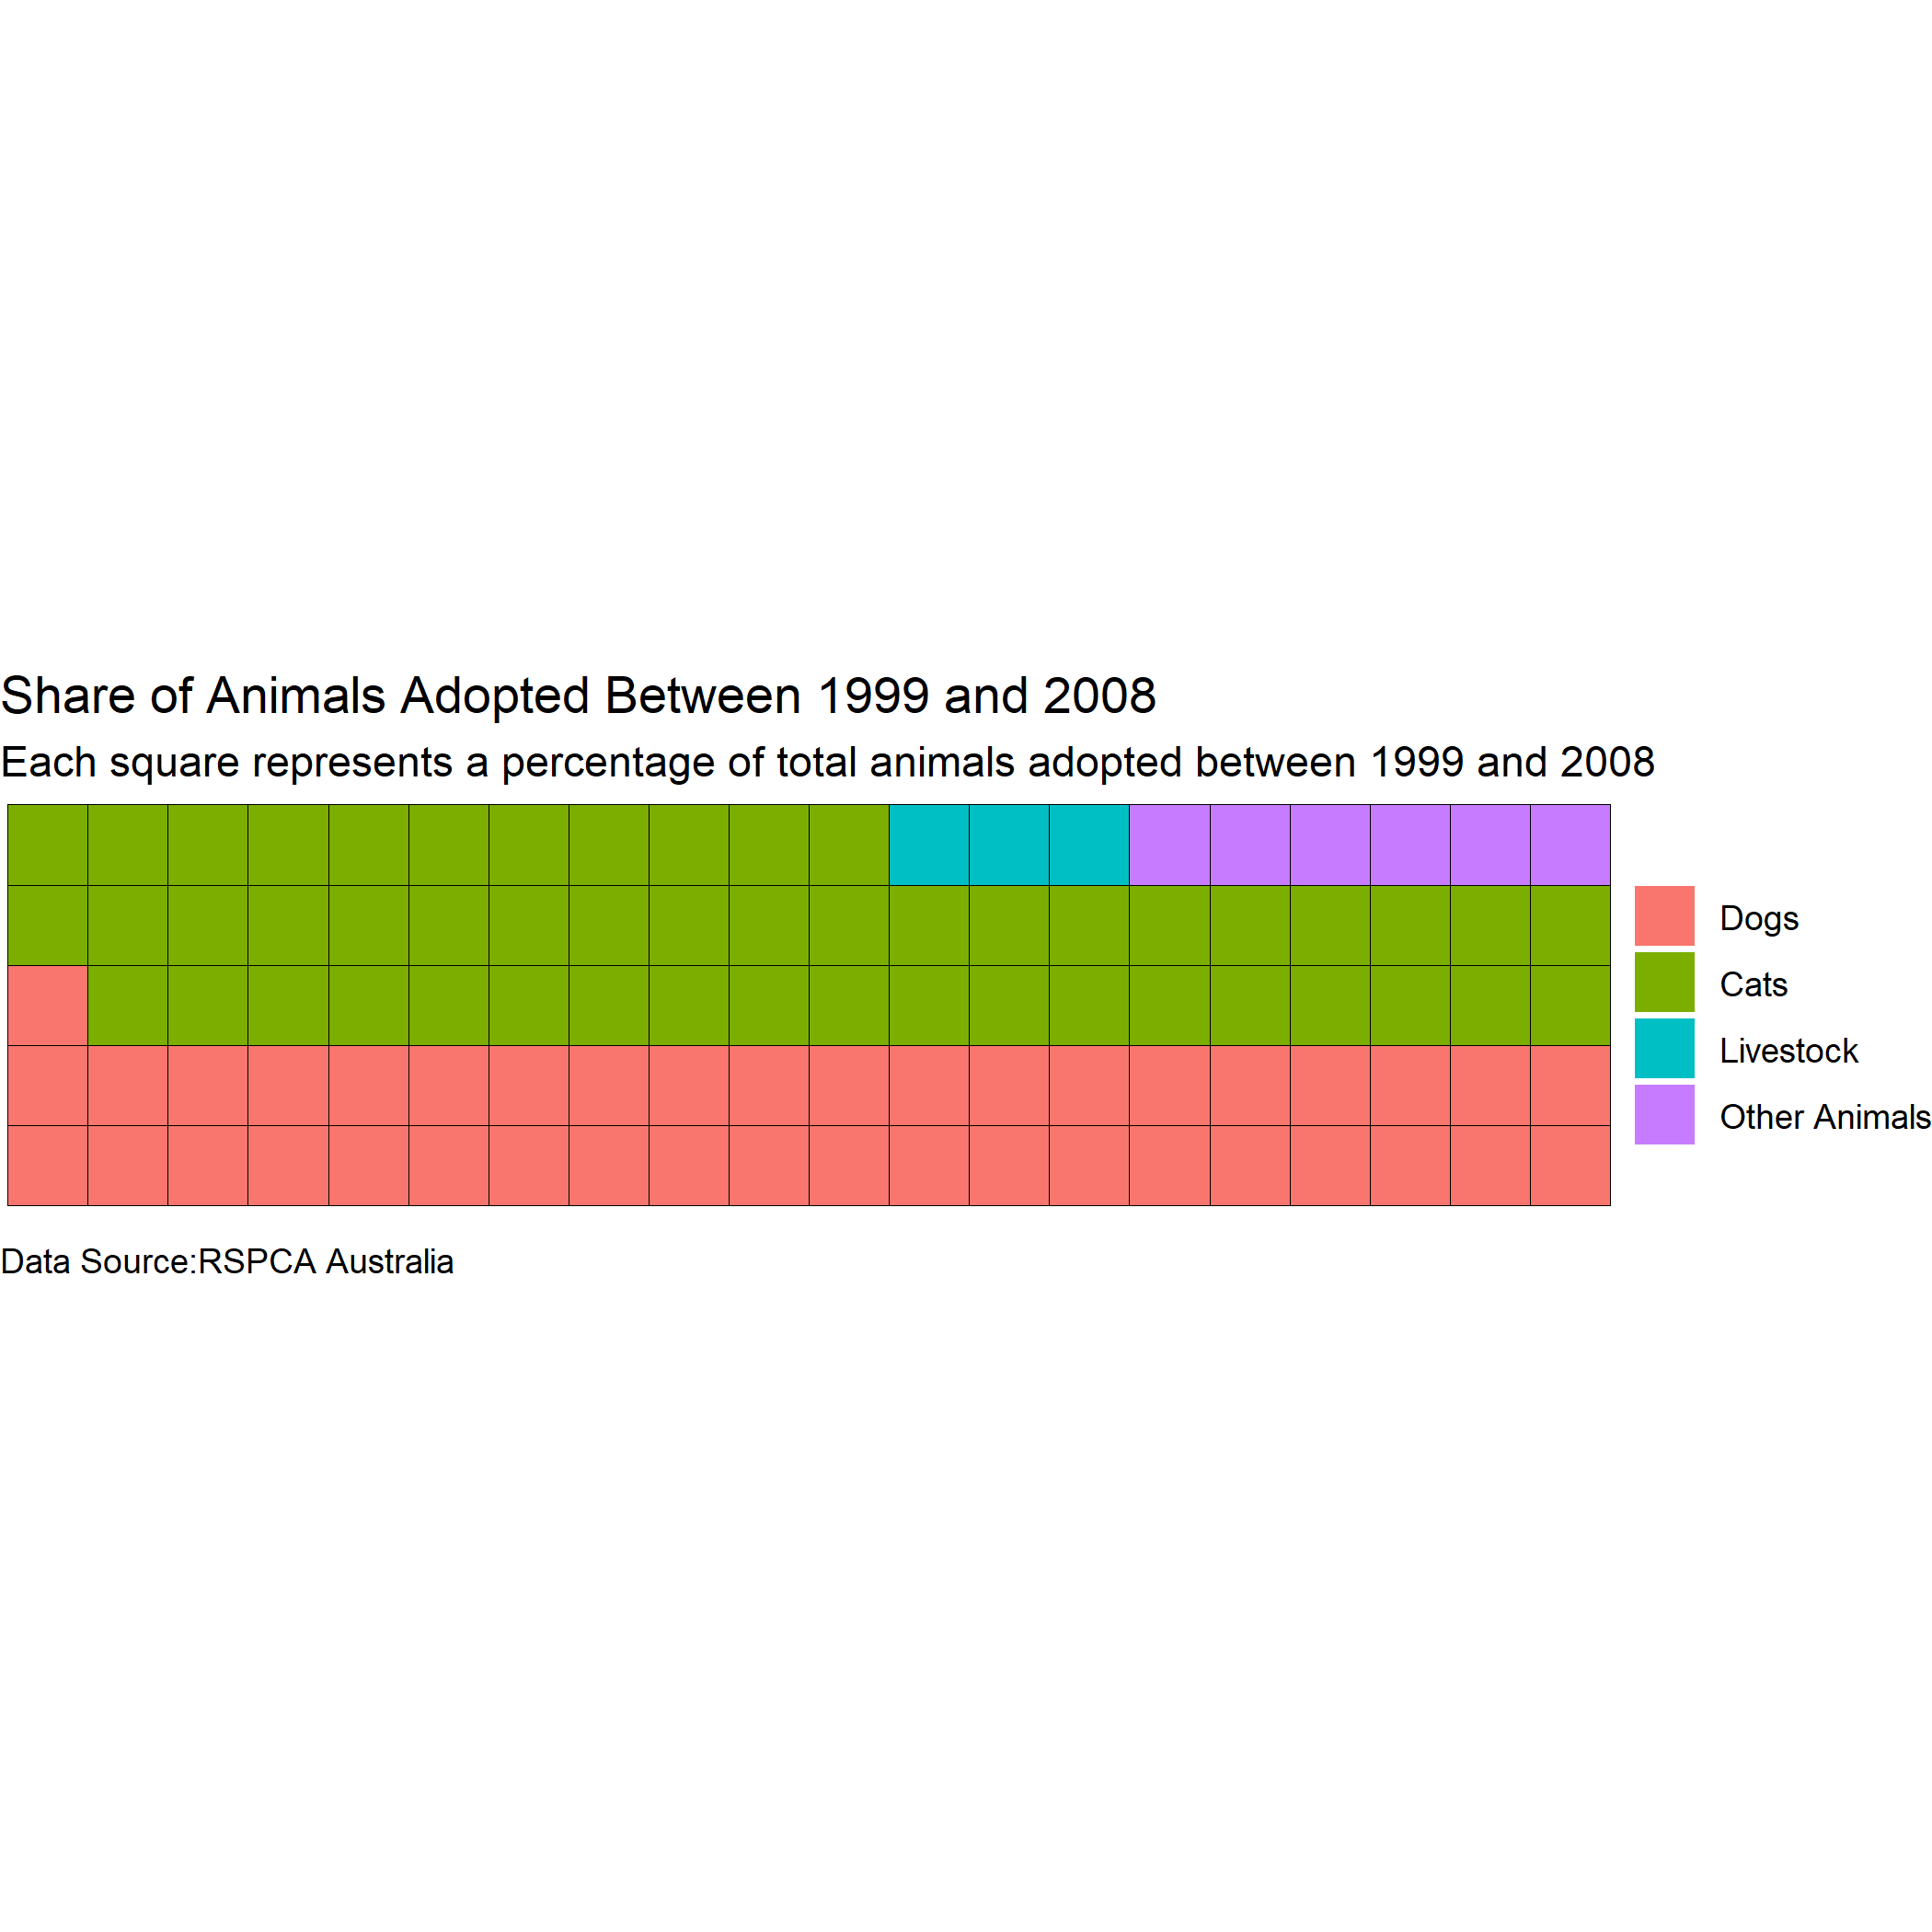 Share of Animals Adopted Between 1999 and 2008
Each square represents a percentage of total animals adopted between 1999 and 2008
Dogs
Cats
Livestock
Other Animals
Data Source:RSPCA Australia